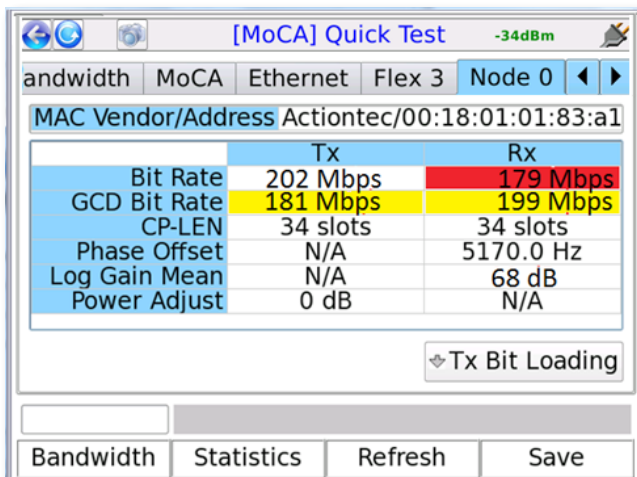 [MoCA] Quick Test -34dBm
andwidth MoCA Ethernet Flex 3 Node 0
MAC Vendor/Address Actiontec/00:18:01:01:83:a1
Tx Rx
Bit Rate 202 Mbps 179 Mbps
GCD Bit Rate 181 Mbps 199 Mbps
CP-LEN 34 slots 34 slots
Phase Offset N/A 5170.0 Hz
Log Gain Mean N/A 68 dB
Power Adjust 0 dB N/A
Tx Bit Loading
Bandwidth Statistics Refresh Save